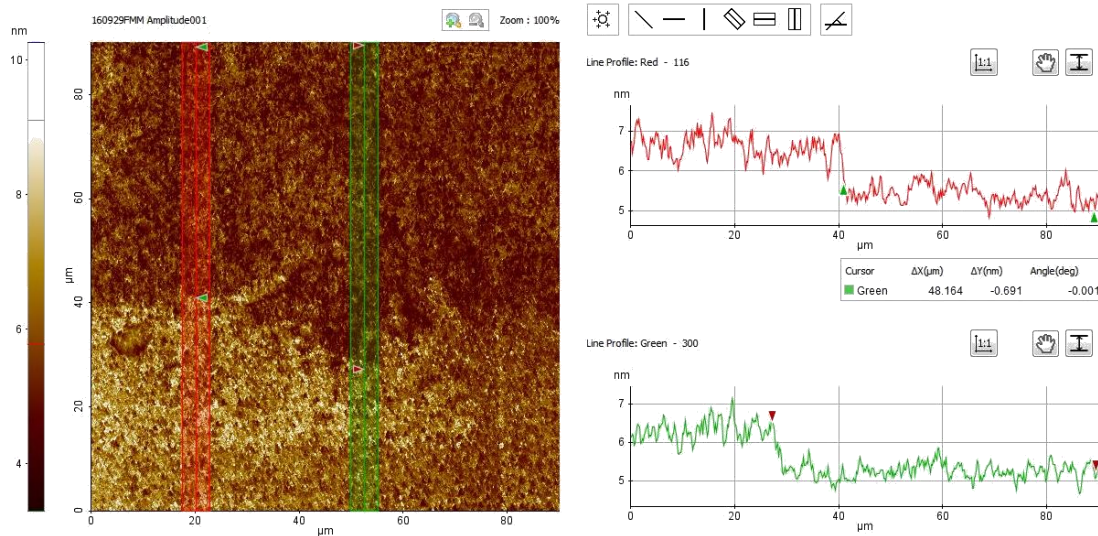 160929FMM Amplitude001
Zoom : 100%
nm
10
8
6
4
80
60
40
20
0
µm
0
20
40
60
80
µm
Line Profile: Red - 116
1:1
nm
7
6
5
0
20
40
60
80
µm
Cursor ΔX(µm) ΔY(nm) Angle(deg)
Green 48.164 -0.691 -0.001
Line Profile: Green - 300
1:1
nm
7
6
5
0
20
40
60
80
µm